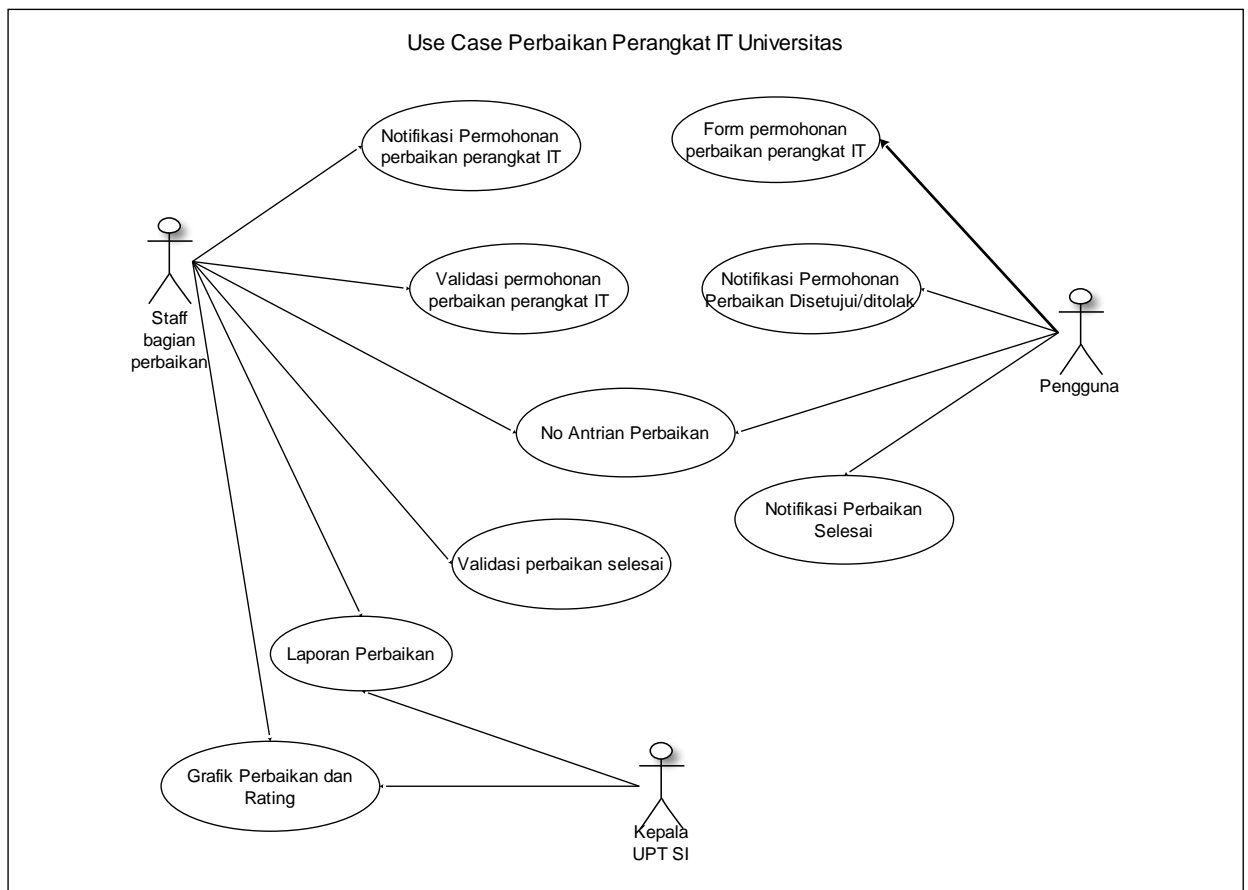 Use Case Perbaikan Perangkat IT Universitas
Notifikasi Permohonan
perbaikan perangkat IT
Form permohonan
perbaikan perangkat IT
Validasi permohonan
perbaikan perangkat IT
Notifikasi Permohonan
Perbaikan Disetujui/ditolak
Staff
bagian
perbaikan
Pengguna
No Antrian Perbaikan
Notifikasi Perbaikan
Selesai
Validasi perbaikan selesai
Laporan Perbaikan
Grafik Perbaikan dan
Rating
Kepala
UPT SI